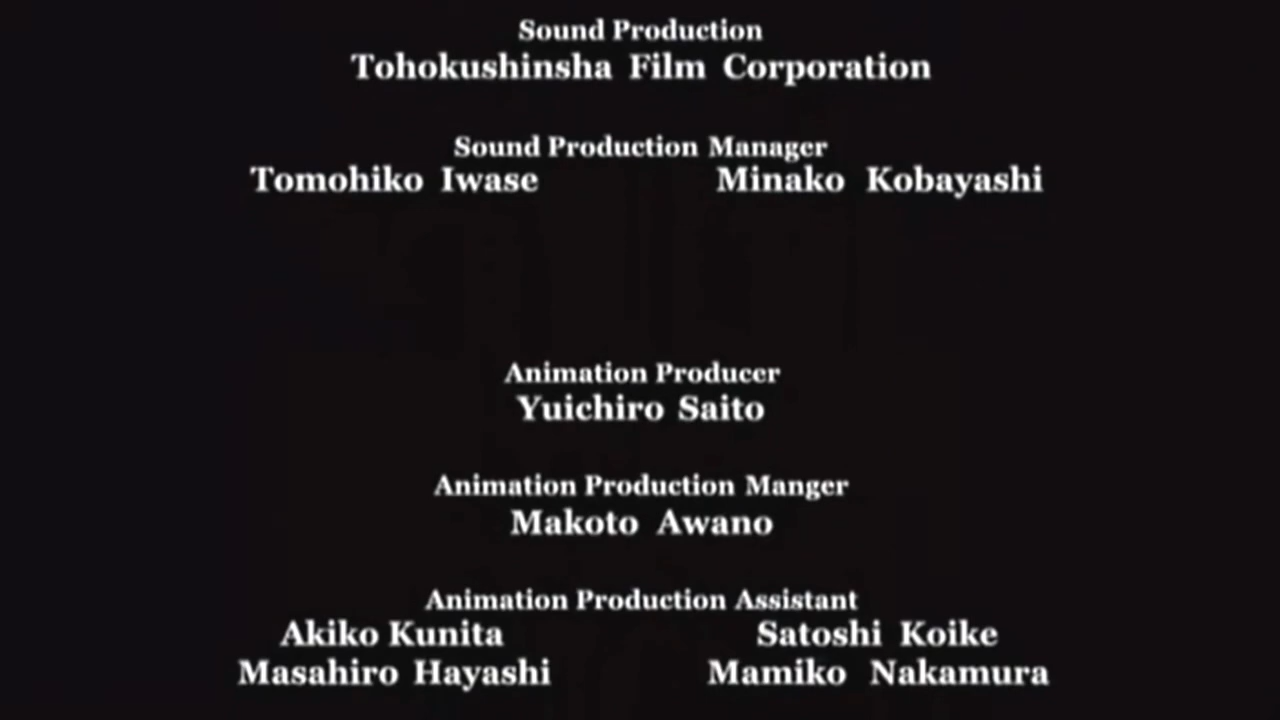 Sound Production
Tohokushinsha Film Corporation
Sound Production Manager
Tomohiko Iwase Minako Kobayashi
Animation Producer
Yuichiro Saito
Animation Production Manger
Makoto Awano
Animation Production Assistant
Akiko Kunita Satoshi Koike
Masahiro Hayashi Mamiko Nakamura